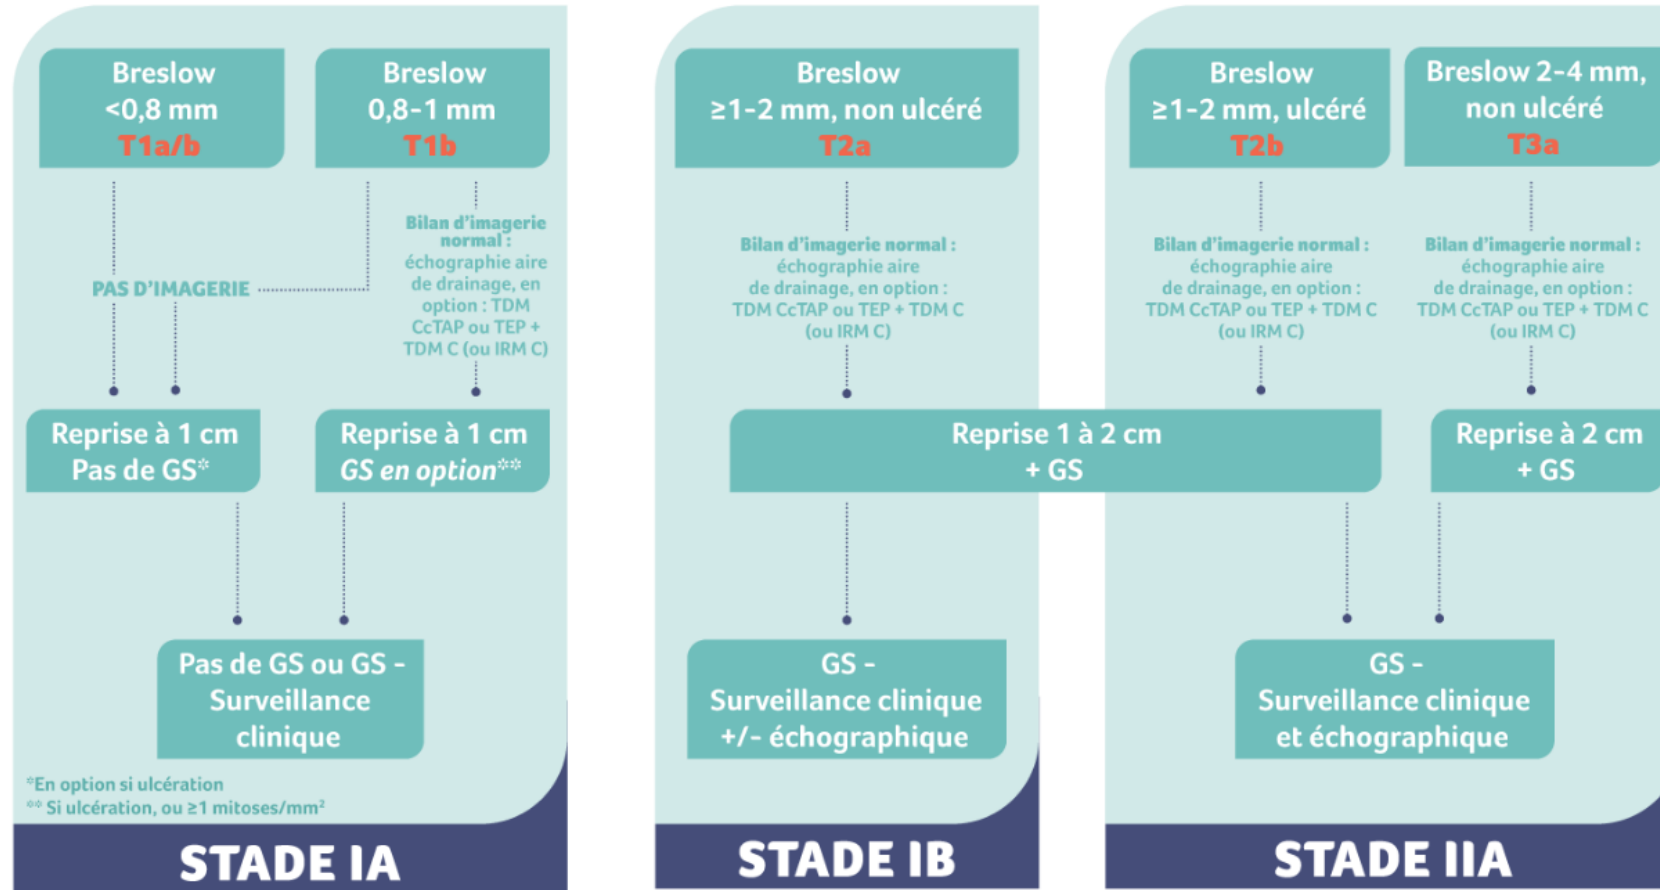 Breslow
<0,8 mm
T1a/b
Breslow
0,8-1 mm
T1b
PAS D'IMAGERIE
Bilan d'imagerie
normal :
échographie aire
de drainage, en
option : TDM
CcTAP ou TEP +
TDM C (ou IRM C)
Reprise à 1 cm
Pas de GS*
Reprise à 1 cm
GS en option**
Pas de GS ou GS -
Surveillance
clinique
*En option si ulcération
** Si ulcération, ou ≥1 mitoses/mm²
STADE IA
Breslow
≥1-2 mm, non ulcéré
T2a
Bilan d'imagerie normal :
échographie aire
de drainage, en option :
TDM CcTAP ou TEP + TDM C
(ou IRM C)
Reprise 1 à 2 cm
+ GS
GS -
Surveillance clinique
+/- échographique
STADE IB
Breslow
≥1-2 mm, ulcéré
T2b
Breslow 2-4 mm,
non ulcéré
T3a
Bilan d'imagerie normal :
échographie aire
de drainage, en option :
TDM CcTAP ou TEP + TDM C
(ou IRM C)
Bilan d'imagerie normal :
échographie aire
de drainage, en option :
TDM CcTAP ou TEP + TDM C
(ou IRM C)
Reprise à 2 cm
+ GS
GS -
Surveillance clinique
et échographique
STADE IIA